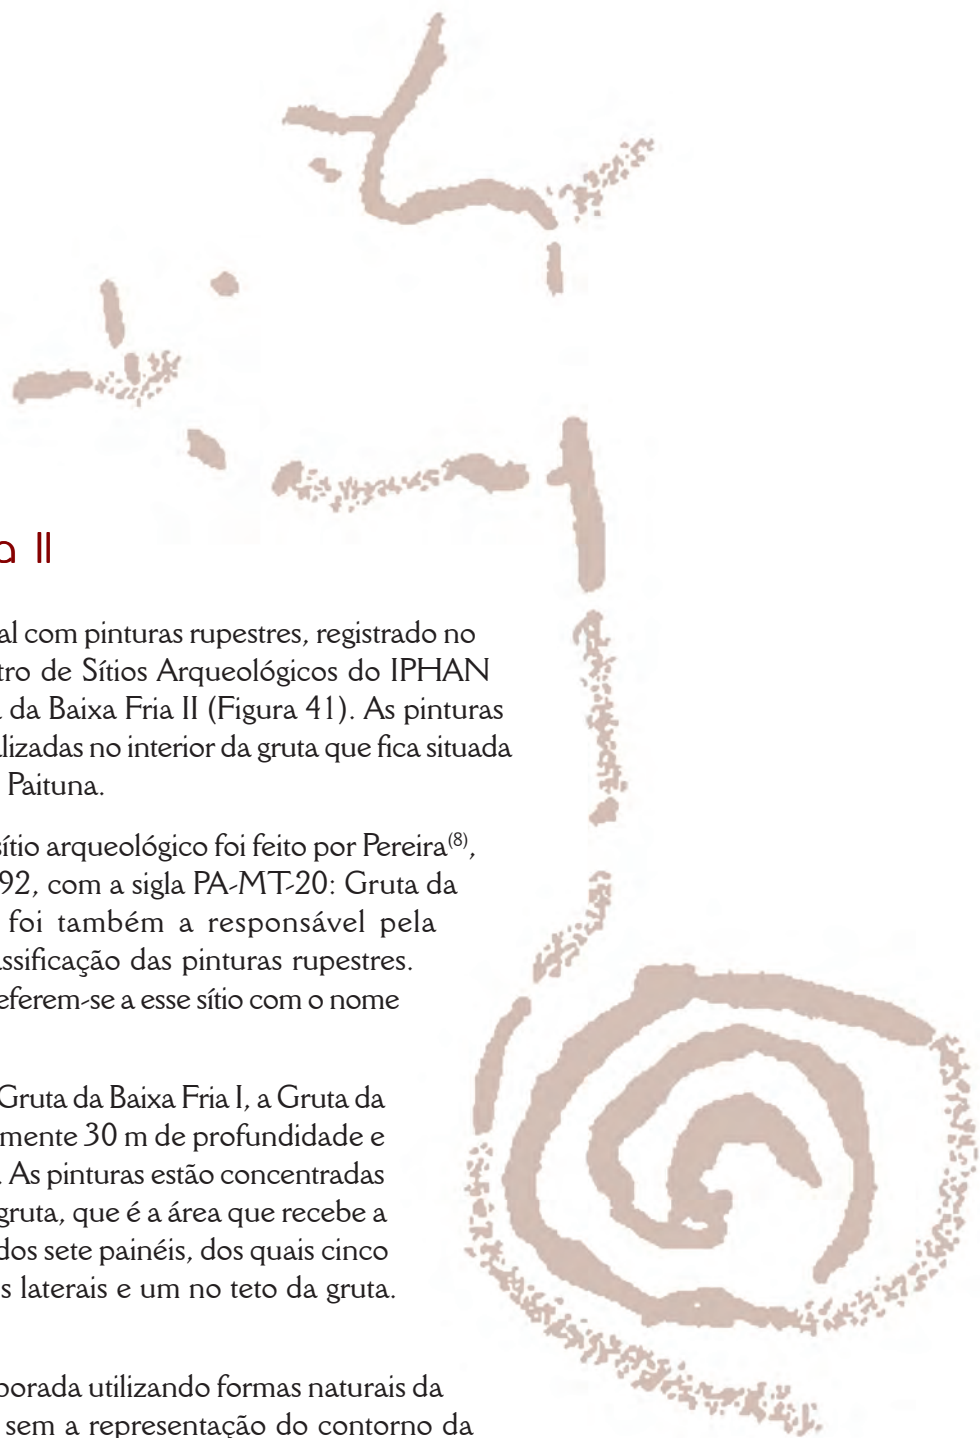 II
al com pinturas rupestres, registrado no
tro de Sítios Arqueológicos do IPHAN
da Baixa Fria II (Figura 41). As pinturas
alizadas no interior da gruta que fica situada
Paituna.
sítio arqueológico foi feito por Pereira(8),
92, com a sigla PA-MT-20: Gruta da
foi também a responsável pela
assificação das pinturas rupestres.
eferem-se a esse sítio com o nome
Gruta da Baixa Fria I, a Gruta da
mente 30 m de profundidade e
. As pinturas estão concentradas
gruta, que é a área que recebe a
dos sete painéis, dos quais cinco
s laterais e um no teto da gruta.
borada utilizando formas naturais da
sem a representação do contorno da